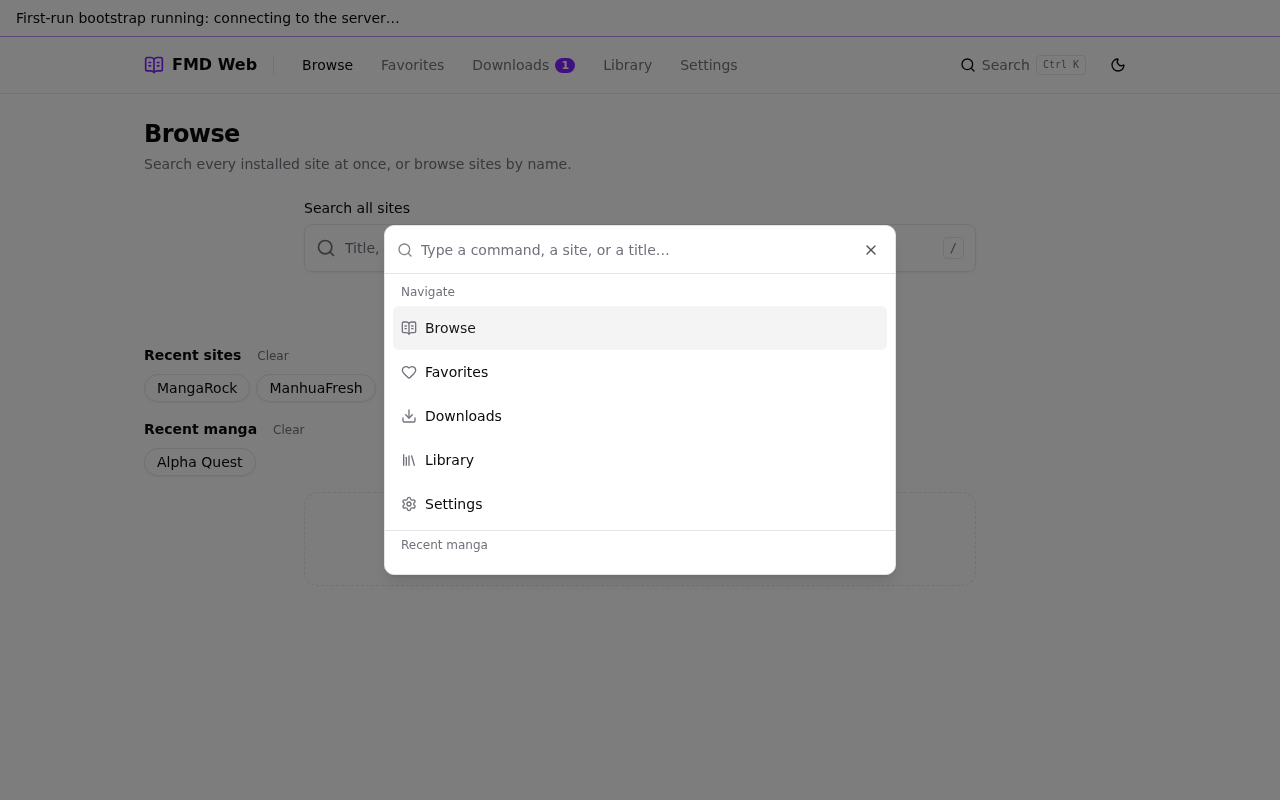 First-run bootstrap running: connecting to the server…
FMD Web
Browse
Favorites
Downloads 1
Library
Settings
Search Ctrl K
Browse
Search every installed site at once, or browse sites by name.
Search all sites
Title,
/
Type a command, a site, or a title…
Navigate
Browse
Favorites
Downloads
Library
Settings
Recent manga
Recent sites Clear
MangaRock ManhuaFresh
Recent manga Clear
Alpha Quest